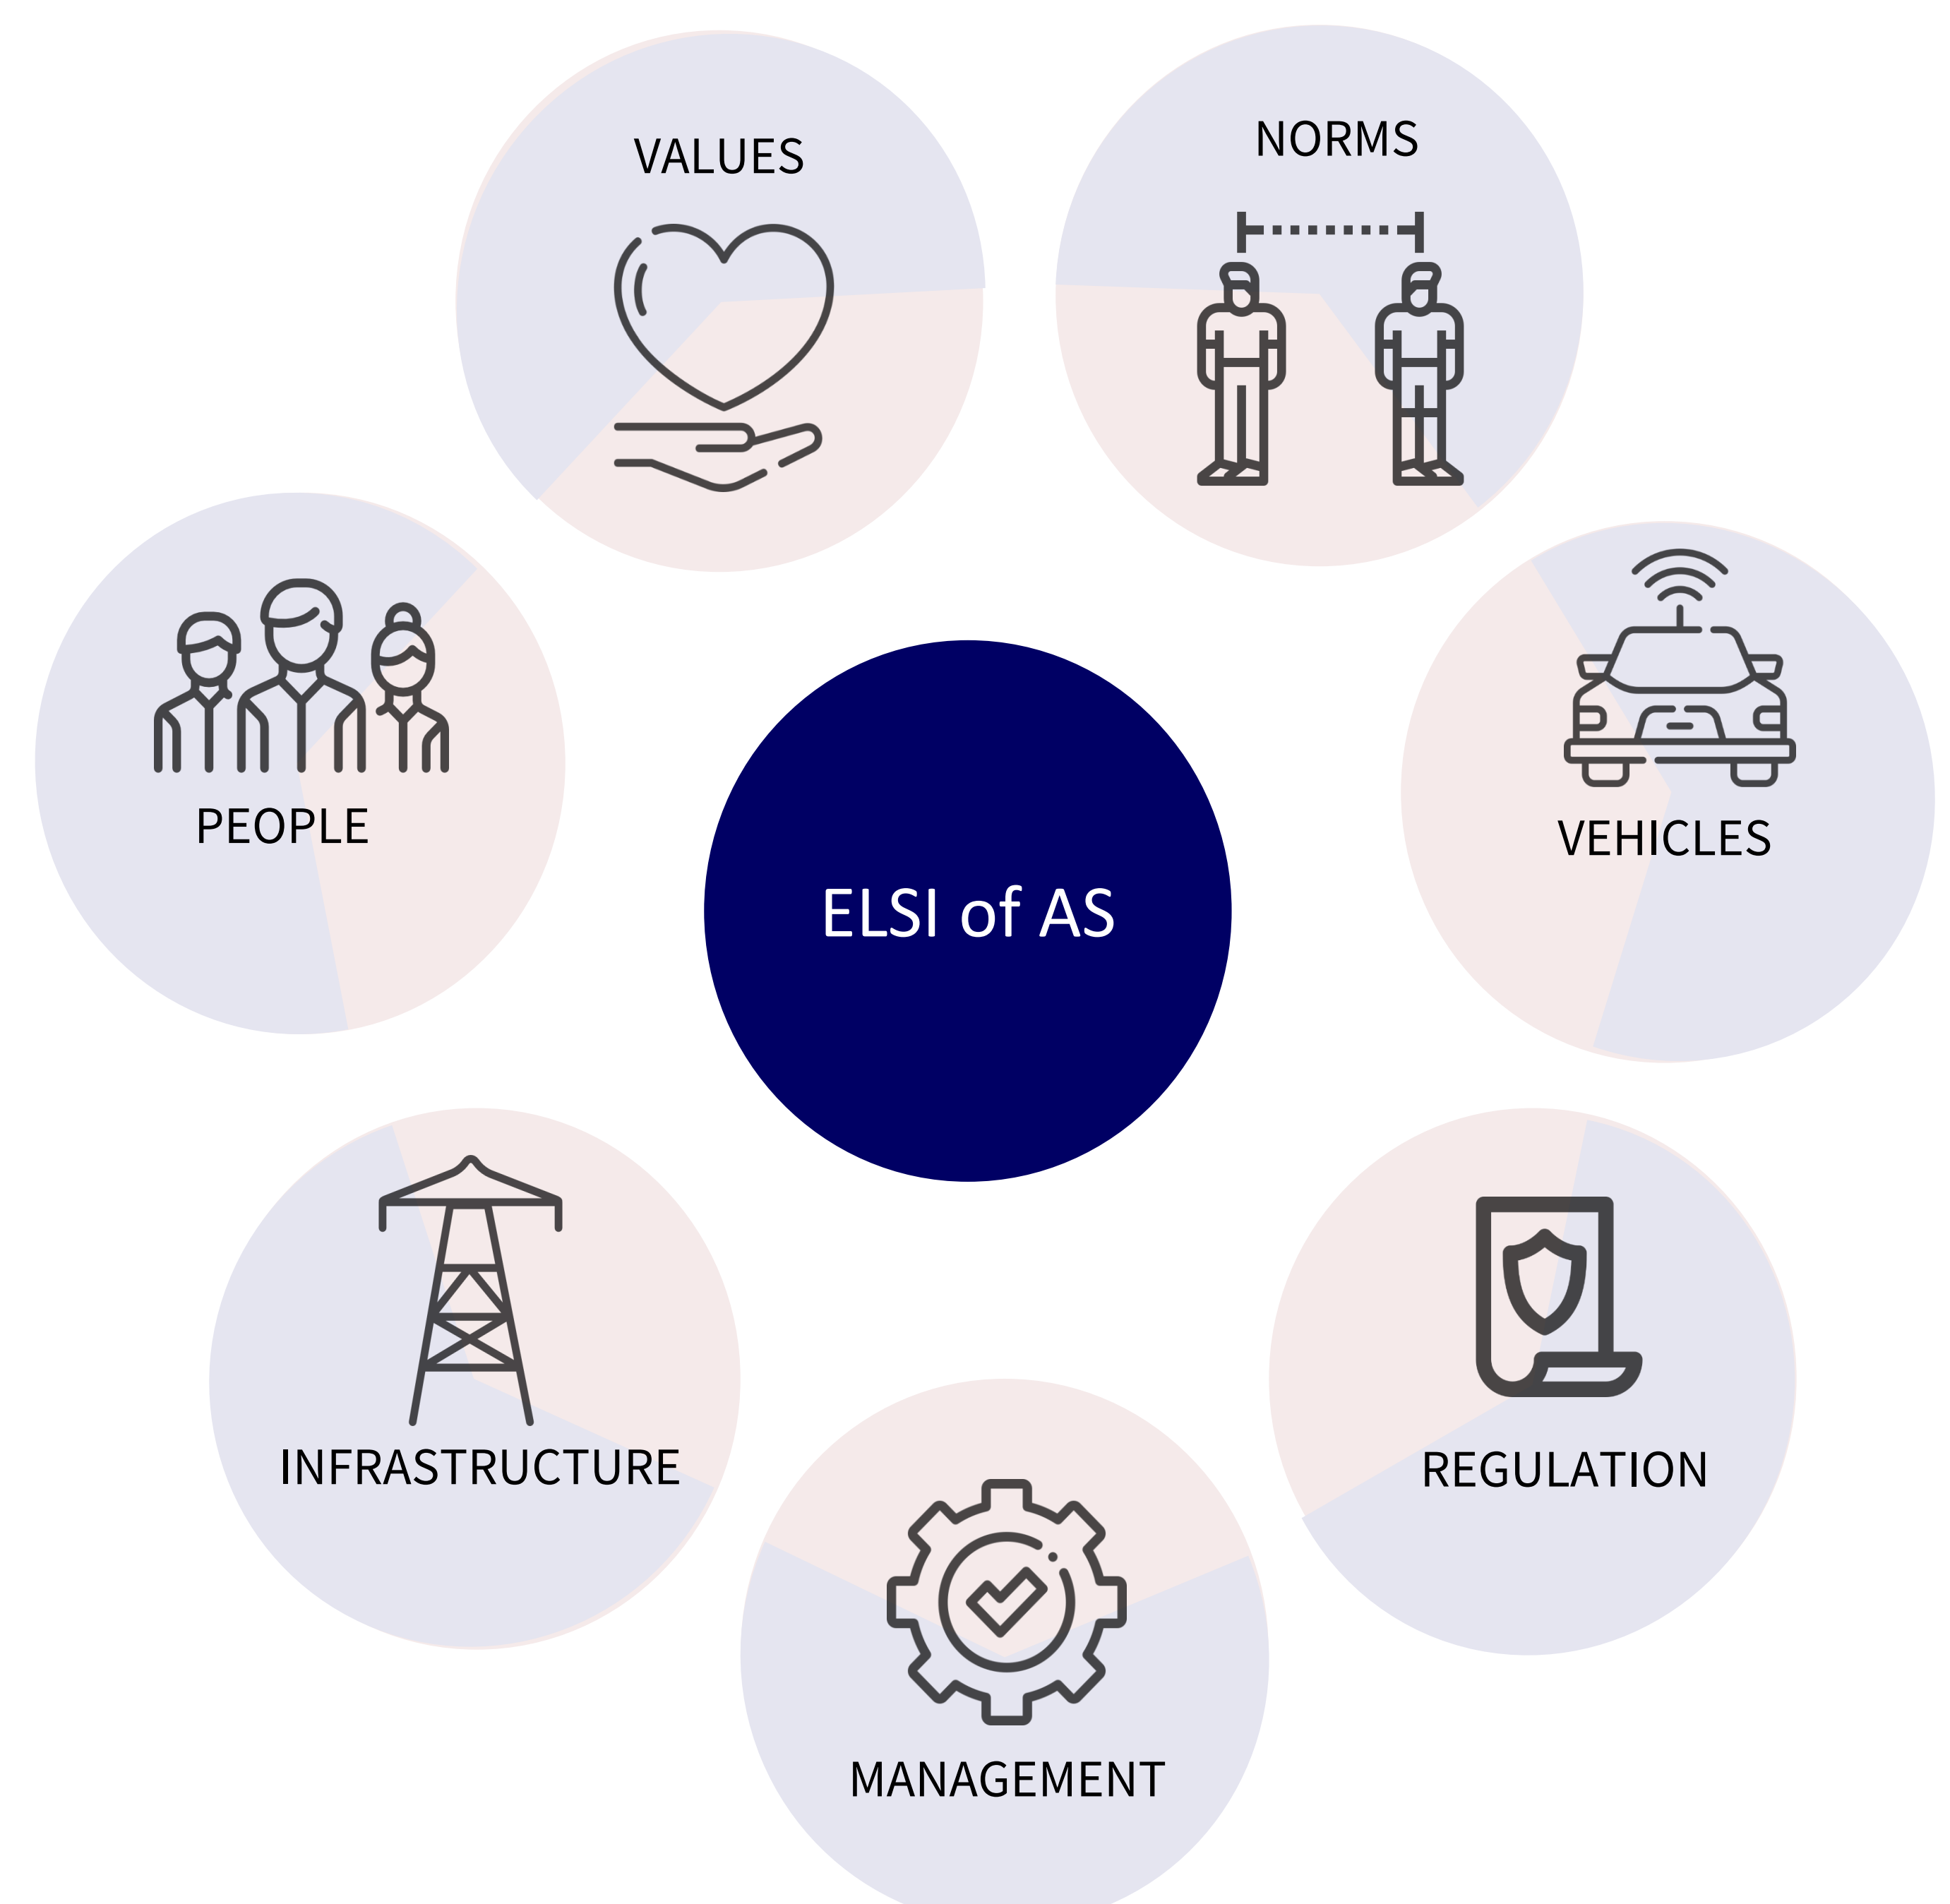 VALUES
NORMS
PEOPLE
VEHICLES
ELSI of AS
INFRASTRUCTURE
REGULATION
MANAGEMENT